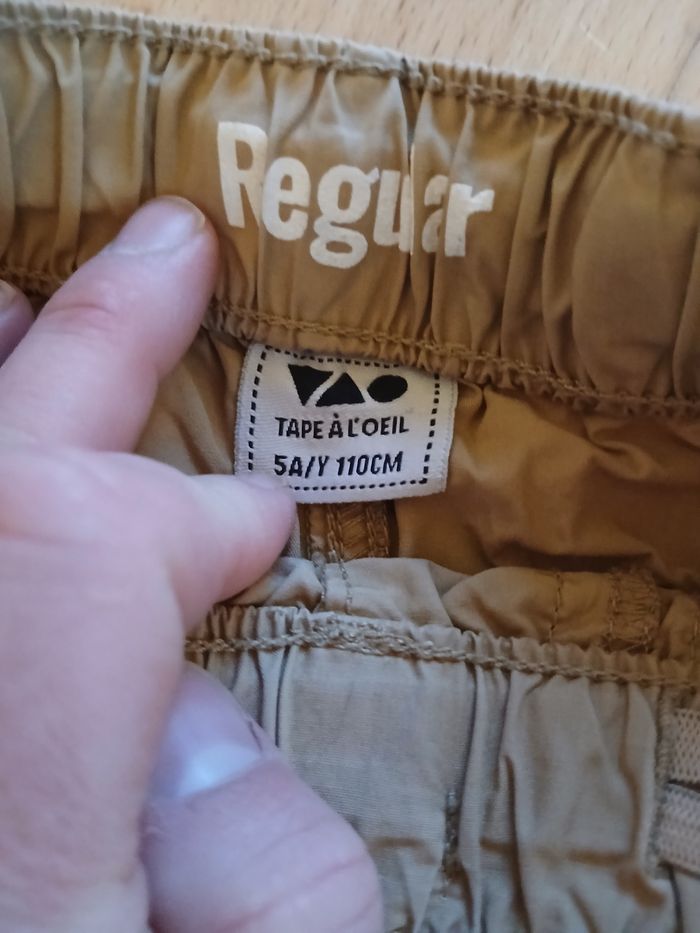 Regular
TAPE À L'OEIL
5A/Y 110CM